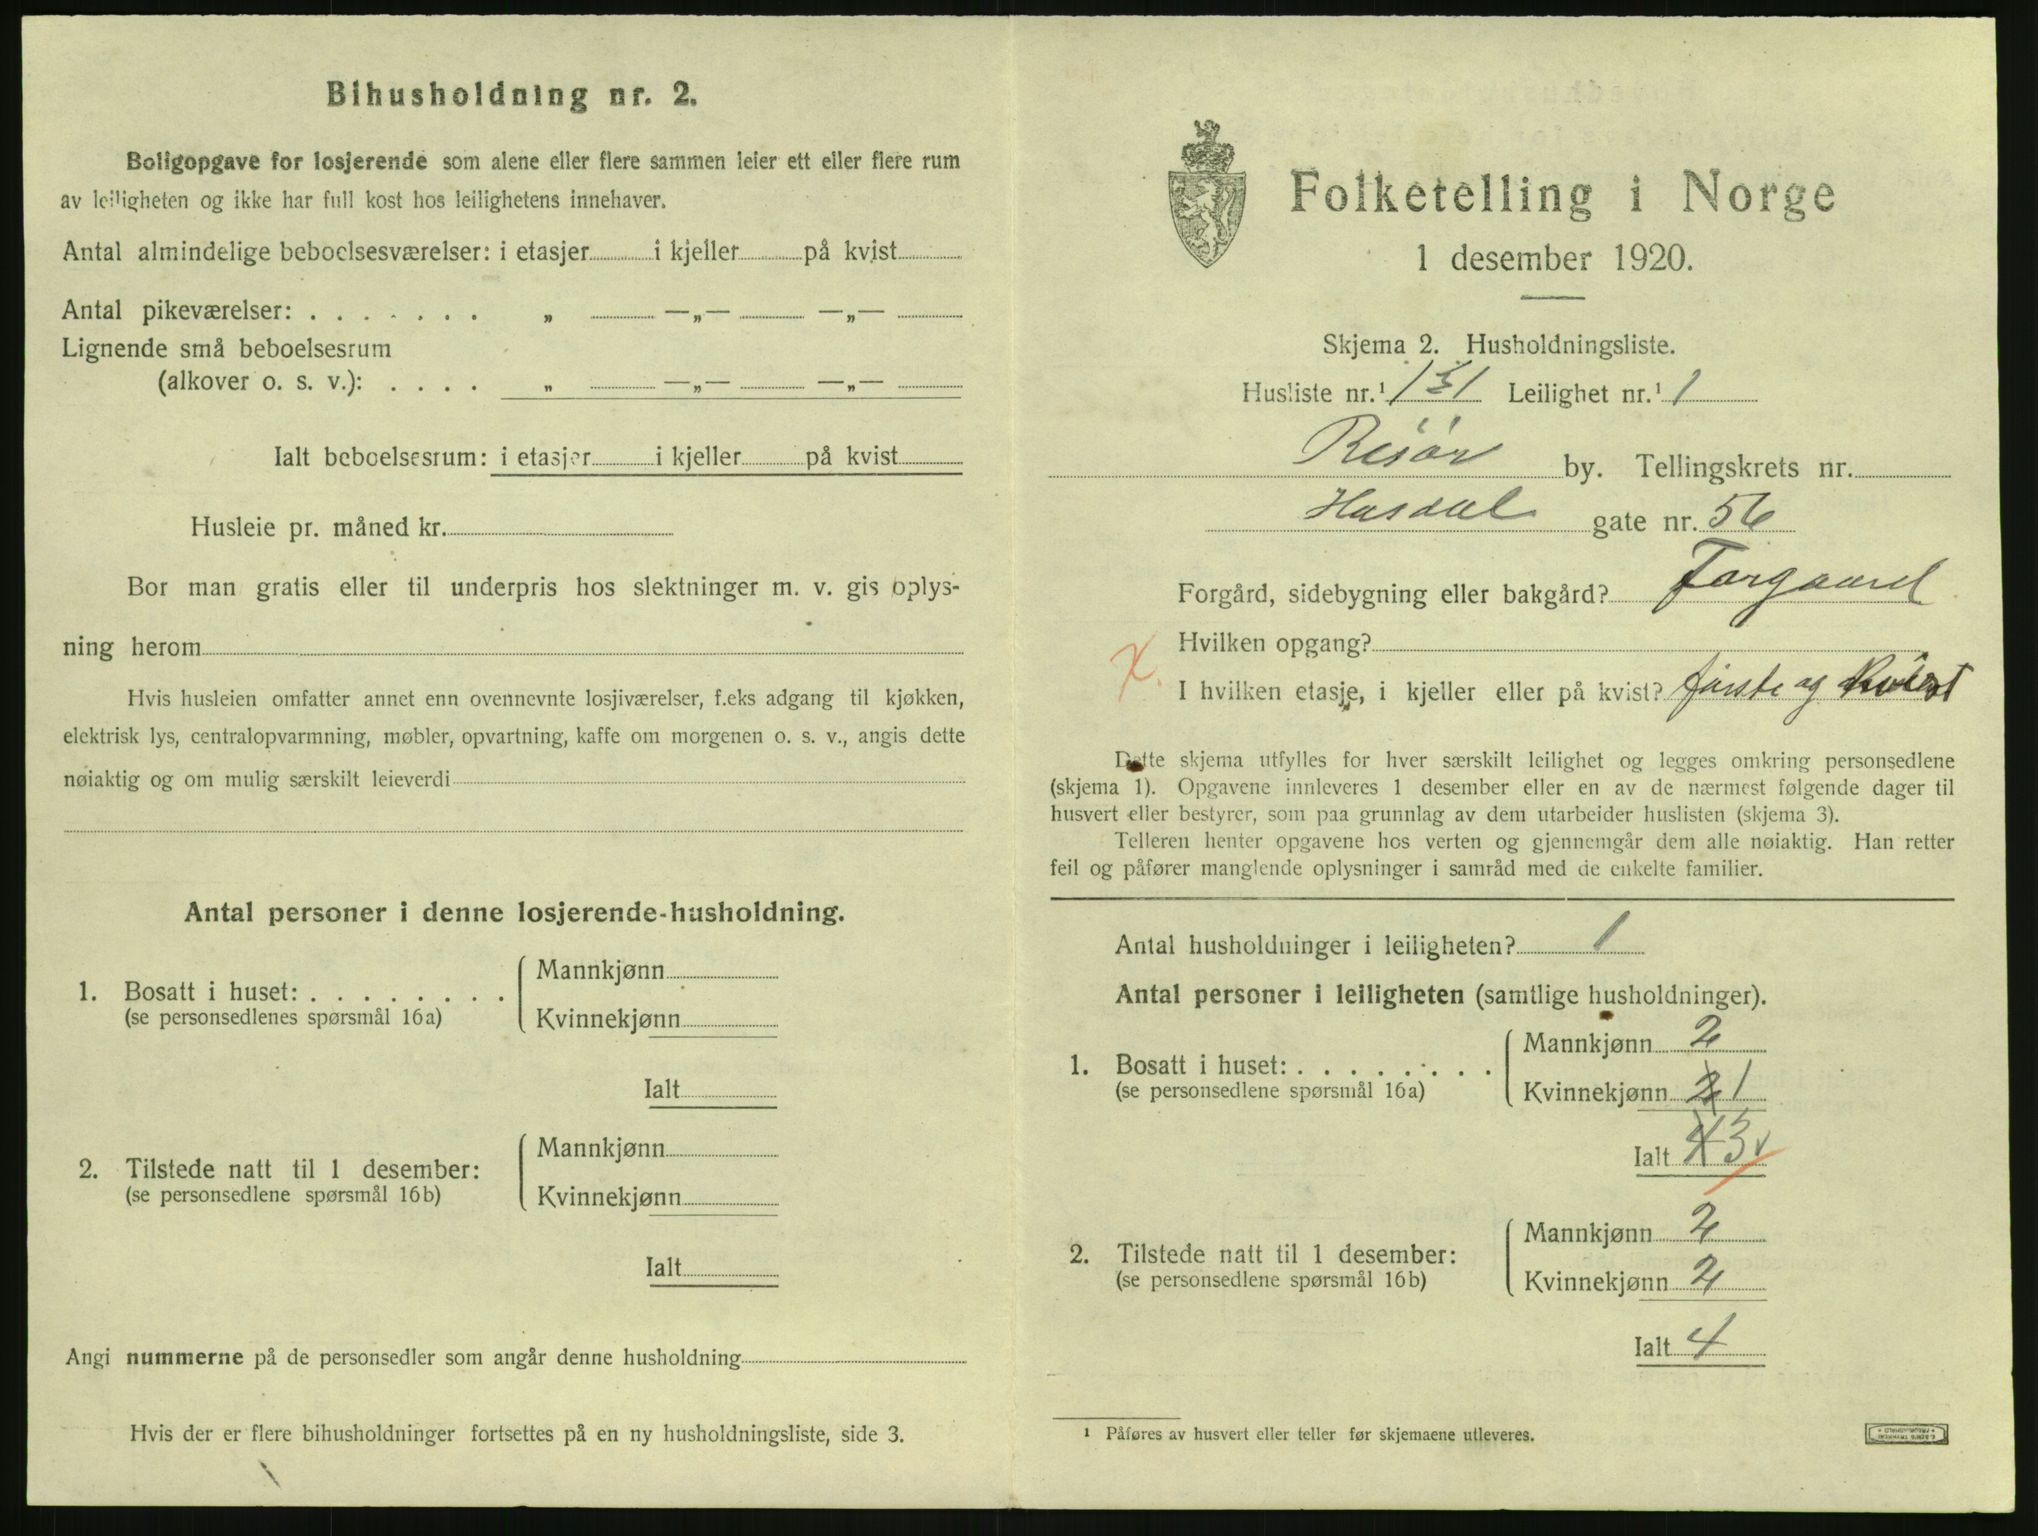 Bihusholdning nr. 2.
Boligopgave for losjerende som alene eller flere sammen leier ett eller flere rum
av leiligheten og ikke har full kost hos leilighetens innehaver.
Antal almindelige beboelsesværelser: i etasjer i kjeller på kvist
Antal pikeværelser: . . . . . . . „ —„— —„—
Lignende små beboelsesrum
(alkover o. s. v.): . . . . „ —„— —„—
Ialt beboelsesrum: i etasjer i kjeller på kvist
Husleie pr. måned kr.
Bor man gratis eller til underpris hos slektninger m. v. gis oplys-
ning herom
Hvis husleien omfatter annet enn ovennevnte losjiværelser, f.eks adgang til kjøkken,
elektrisk lys, centralopvarmning, møbler, opvartning, kaffe om morgenen o. s. v., angis dette
nøiaktig og om mulig særskilt leieverdi
Antal personer i denne losjerende-husholdning.
1. Bosatt i huset: . . . . . . . .
(se personsedlenes spørsmål 16a)
Mannkjønn
Kvinnekjønn
Ialt
2. Tilstede natt til 1 desember:
(se personsedlene spørsmål 16b)
Mannkjønn
Kvinnekjønn
Ialt
Angi nummerne på de personsedler som angår denne husholdning
Hvis der er flere bihusholdninger fortsettes på en ny husholdningsliste, side 3.
Folketelling i Norge
1 desember 1920.
Skjema 2. Husholdningsliste.
Husliste nr.¹ 131 Leilighet nr.¹ 1
Risør by. Tellingskrets nr.
Hasdal gate nr. 56
Forgård, sidebygning eller bakgård? Forgaard
Hvilken opgang?
X.
I hvilken etasje, i kjeller eller på kvist? første og Kvist
Dette skjema utfylles for hver særskilt leilighet og legges omkring personsedlene
(skjema 1). Opgavene innleveres 1 desember eller en av de nærmest følgende dager til
husvert eller bestyrer, som paa grunnlag av dem utarbeider huslisten (skjema 3).
Telleren henter opgavene hos verten og gjennemgår dem alle nøiaktig. Han retter
feil og påfører manglende oplysninger i samråd med de enkelte familier.
Antal husholdninger i leiligheten? 1
Antal personer i leiligheten (samtlige husholdninger).
1. Bosatt i huset: . . . . . . . .
(se personsedlene spørsmål 16a)
Mannkjønn 2
Kvinnekjønn 2 1
Ialt 4 3 v
2. Tilstede natt til 1 desember:
(se personsedlene spørsmål 16b)
Mannkjønn 2
Kvinnekjønn 2
Ialt 4
¹ Påføres av husvert eller teller før skjemaene utleveres.